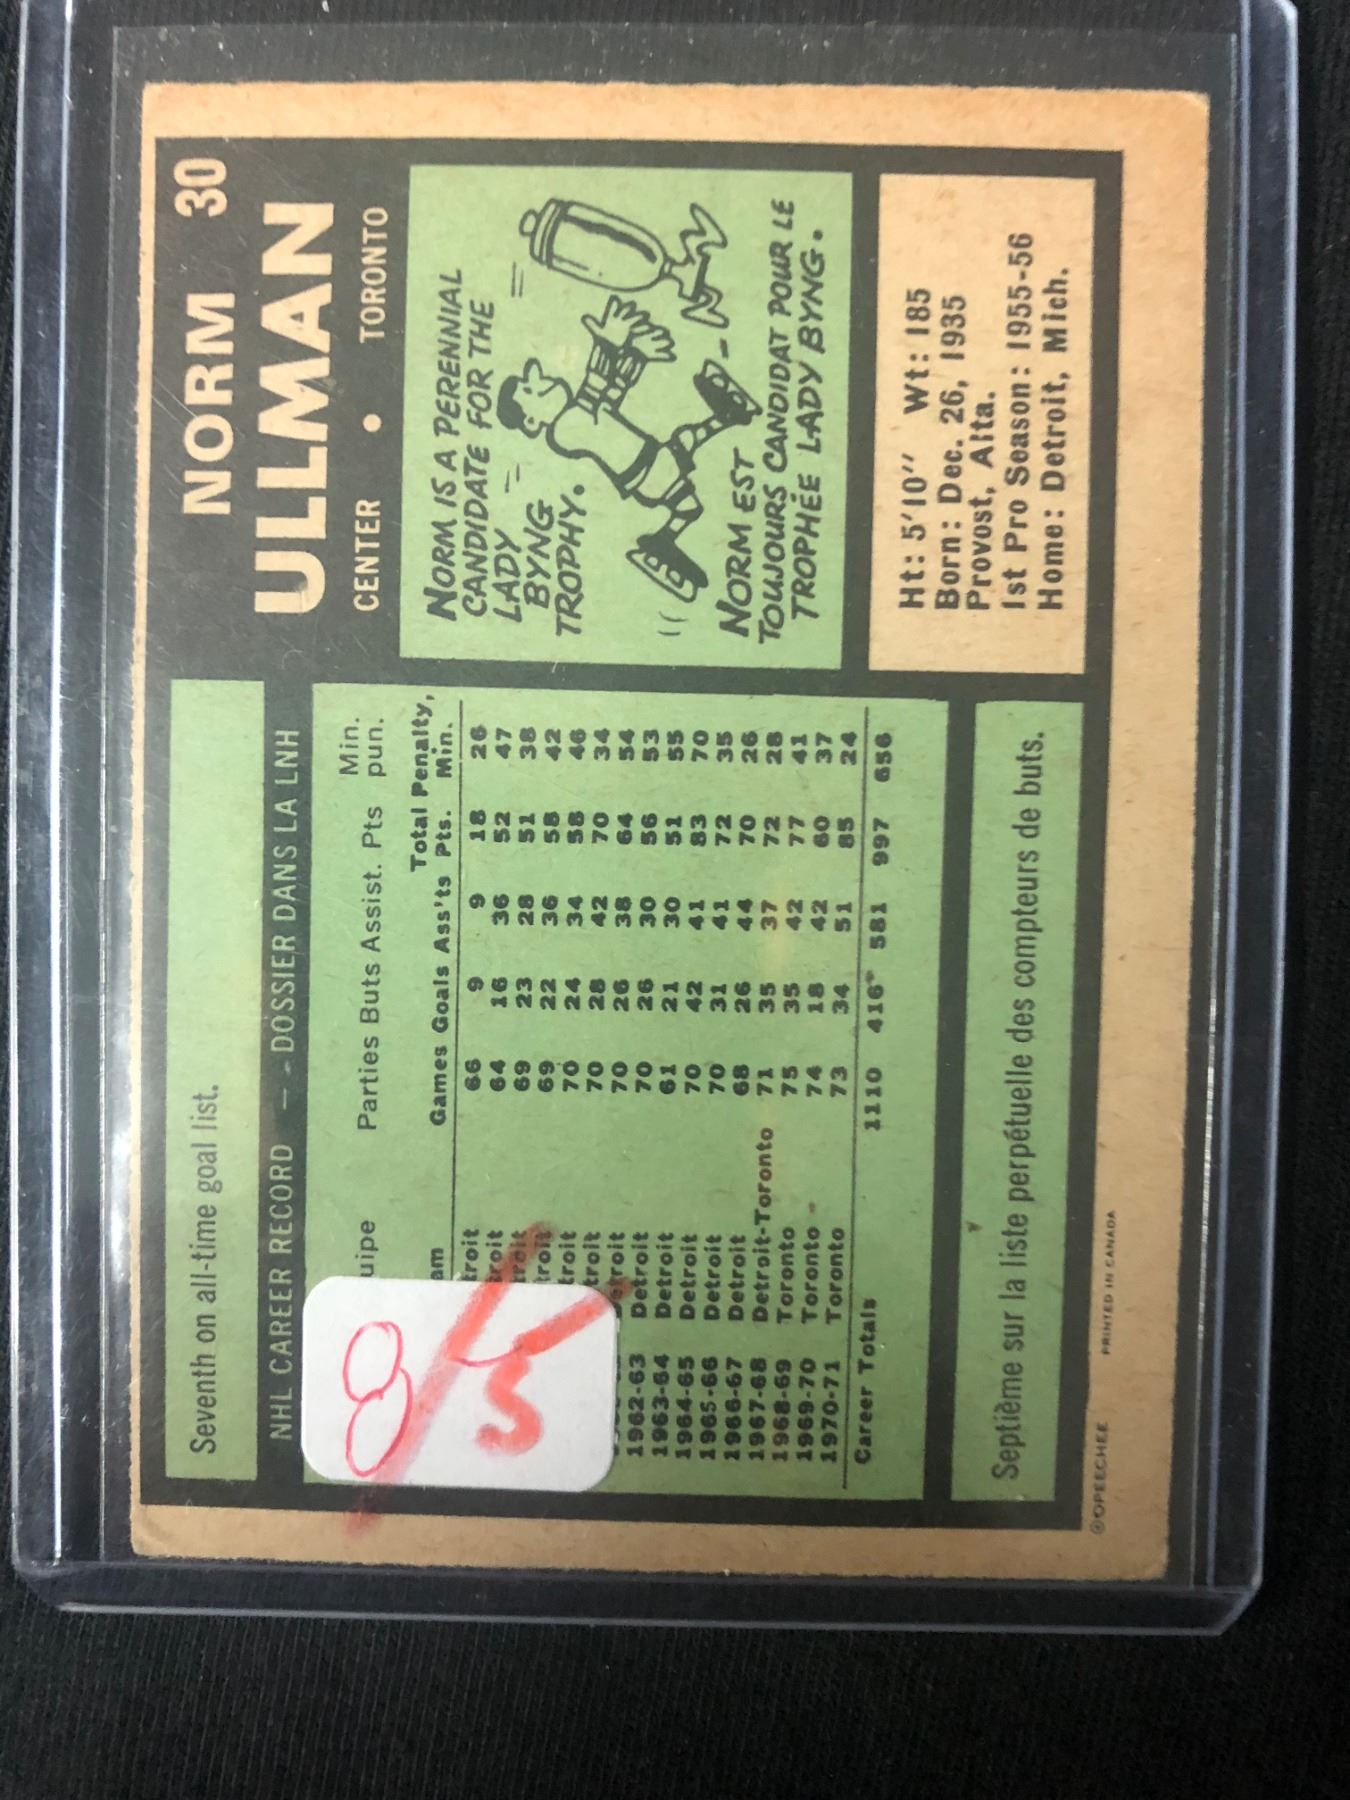 NORM 30
ULLMAN
CENTER • TORONTO
Seventh on all-time goal list.
NHL CAREER RECORD — - DOSSIER DANS LA LNH
Min.
uipe Parties Buts Assist. Pts pun.
Total Penalty,
am Games Goals Ass'ts Pts. Min.
troit 66 9 9 18 26
troit 64 16 36 52 47
troit 69 23 28 51 38
troit 69 22 36 58 42
troit 70 24 34 58 46
troit 70 28 42 70 34
Detroit 70 26 38 64 54
1962-63 Detroit 70 26 30 56 53
1963-64 Detroit 61 21 30 51 55
1964-65 Detroit 70 42 41 83 70
1965-66 Detroit 70 31 41 72 35
1966-67 Detroit 68 26 44 70 26
1967-68 Detroit-Toronto 71 35 37 72 28
1968-69 Toronto 75 35 42 77 41
1969-70 Toronto 74 18 42 60 37
1970-71 Toronto 73 34 51 85 24
Career Totals 1110 416* 581 997 656
Septième sur la liste perpétuelle des compteurs de buts.
NORM IS A PERENNIAL
CANDIDATE FOR THE
LADY
BYNG
TROPHY.
NORM EST
TOUJOURS CANDIDAT POUR LE
TROPHÉE LADY BYNG.
Ht: 5'10" Wt: 185
Born: Dec. 26, 1935
Provost, Alta.
1st Pro Season: 1955-56
Home: Detroit, Mich.
©OPEECHEE PRINTED IN CANADA
8